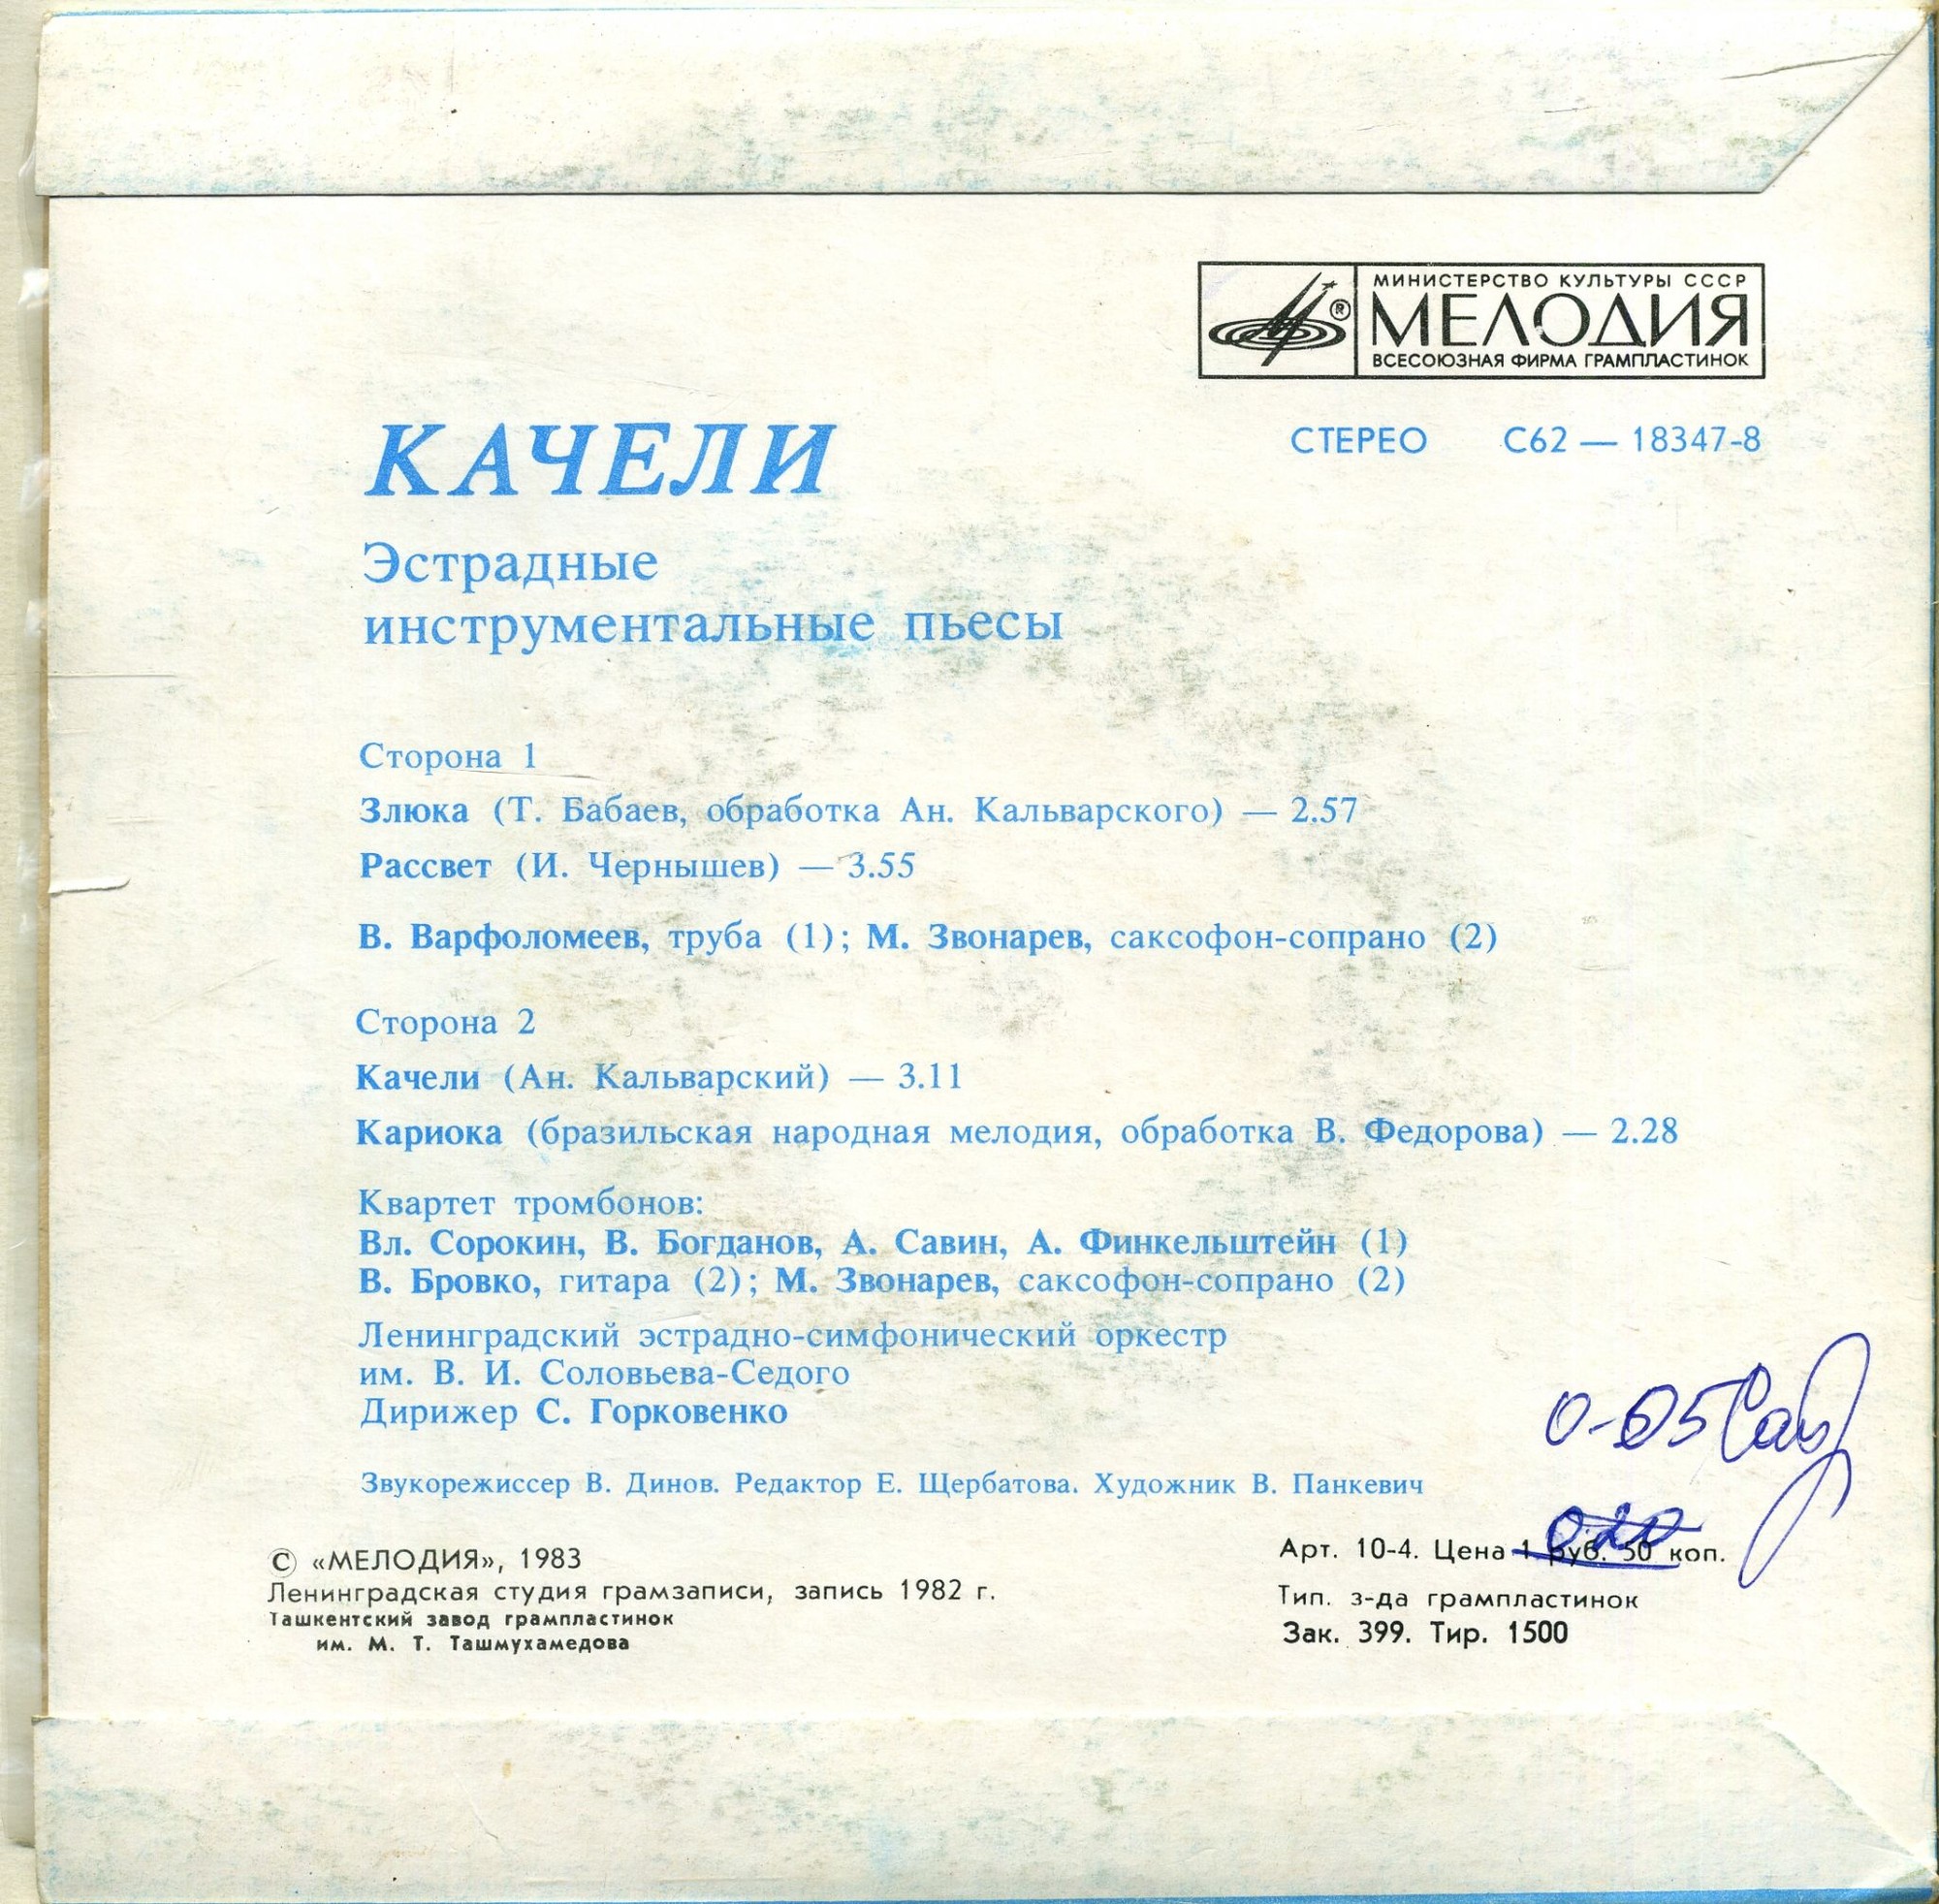 МИНИСТЕРСТВО КУЛЬТУРЫ СССР
МЕЛОДИЯ
ВСЕСОЮЗНАЯ ФИРМА ГРАМПЛАСТИНОК
®
СТЕРЕО С62 — 18347-8
КАЧЕЛИ
Эстрадные
инструментальные пьесы
Сторона 1
Злюка (Т. Бабаев, обработка Ан. Кальварского) — 2.57
Рассвет (И. Чернышев) — 3.55
В. Варфоломеев, труба (1); М. Звонарев, саксофон-сопрано (2)
Сторона 2
Качели (Ан. Кальварский) — 3.11
Кариока (бразильская народная мелодия, обработка В. Федорова) — 2.28
Квартет тромбонов:
Вл. Сорокин, В. Богданов, А. Савин, А. Финкельштейн (1)
В. Бровко, гитара (2); М. Звонарев, саксофон-сопрано (2)
Ленинградский эстрадно-симфонический оркестр
им. В. И. Соловьева-Седого
Дирижер С. Горковенко
Звукорежиссер В. Динов. Редактор Е. Щербатова. Художник В. Панкевич
© «МЕЛОДИЯ», 1983
Ленинградская студия грамзаписи, запись 1982 г.
Ташкентский завод грампластинок
им. М. Т. Ташмухамедова
0-65
Арт. 10-4. Цена 1 руб. 50 коп.
Тип. з-да грампластинок
Зак. 399. Тир. 1500